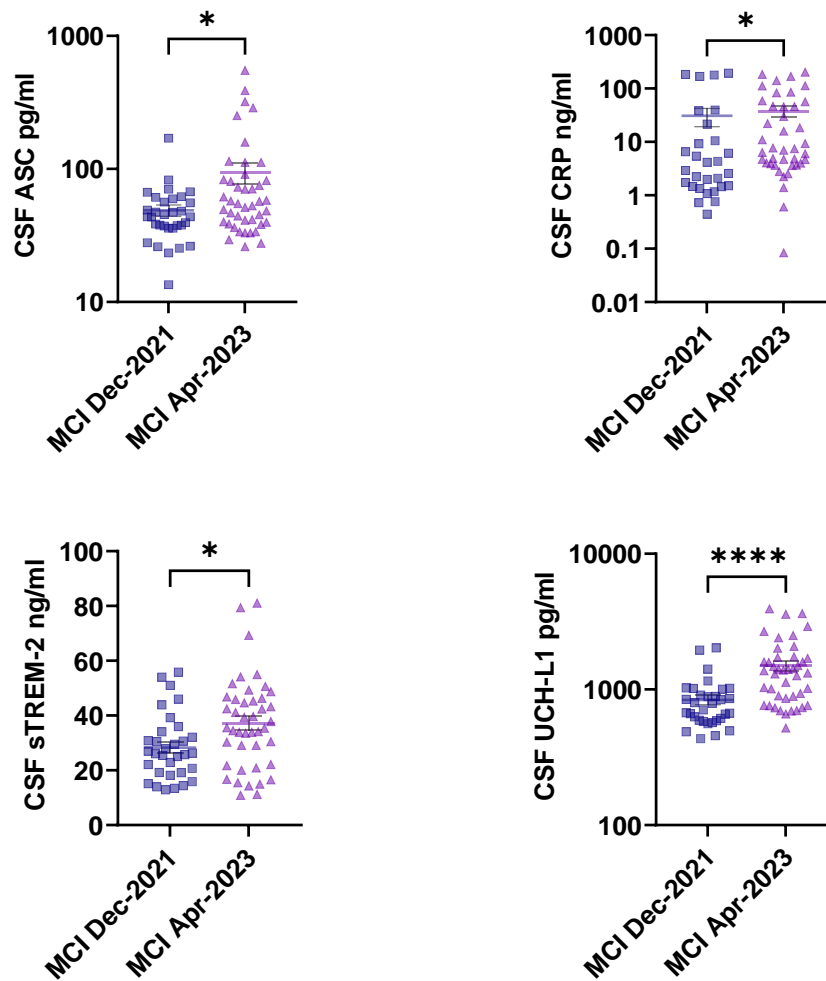 *
1000
100
10
CSF ASC pg/ml
MCI Dec-2021
MCI Apr-2023
*
1000
100
10
1
0.1
0.01
CSF CRP ng/ml
MCI Dec-2021
MCI Apr-2023
*
100
80
60
40
20
0
CSF sTREM-2 ng/ml
MCI Dec-2021
MCI Apr-2023
****
10000
1000
100
CSF UCH-L1 pg/ml
MCI Dec-2021
MCI Apr-2023